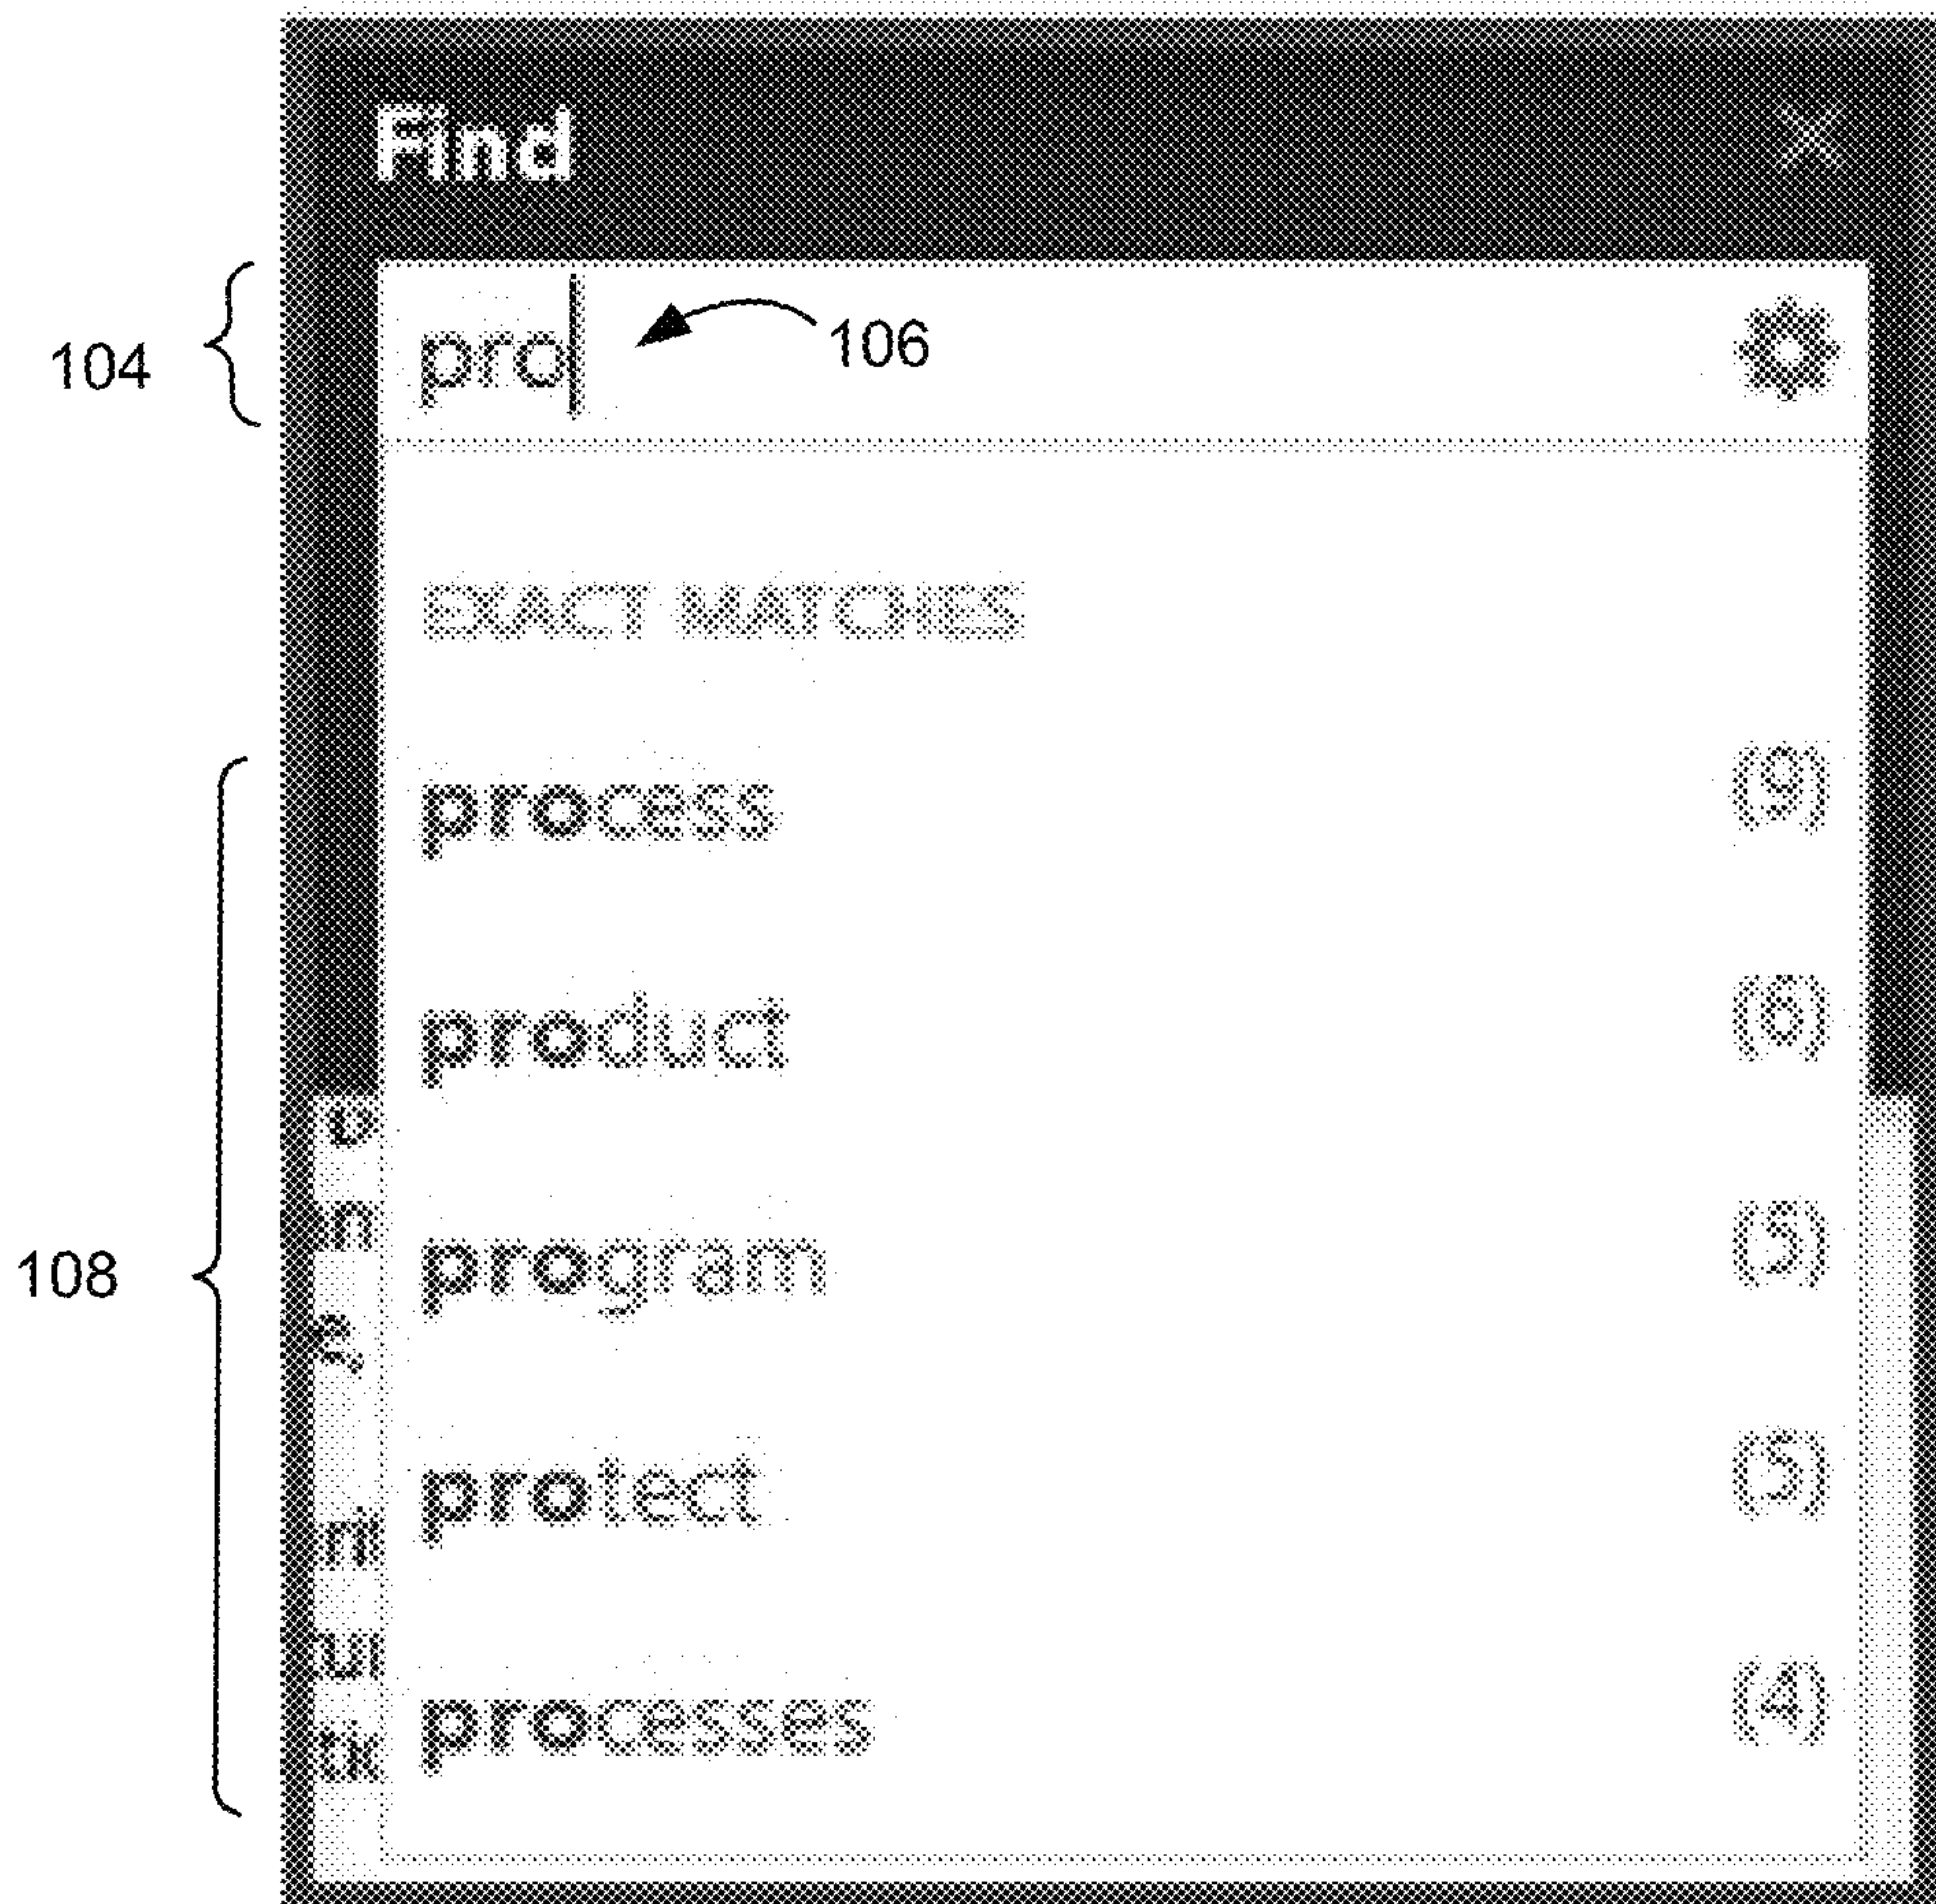 Find ×
104 pro 106
EXACT MATCHES
process (9)
product (6)
program (5)
108
protect (5)
processes (4)